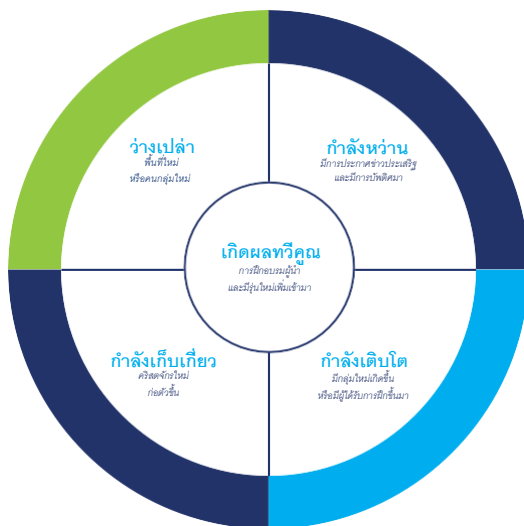 ว่างเปล่า
พื้นที่ใหม่
หรือคนกลุ่มใหม่
กำลังหว่าน
มีการประกาศข่าวประเสริฐ
และมีการบัพติศมา
เกิดผลทวีคูณ
การฝึกอบรมผู้นำ
และมีรุ่นใหม่เพิ่มเข้ามา
กำลังเก็บเกี่ยว
คริสตจักรใหม่
ก่อตัวขึ้น
กำลังเติบโต
มีกลุ่มใหม่เกิดขึ้น
หรือมีผู้ได้รับการฝึกขึ้นมา